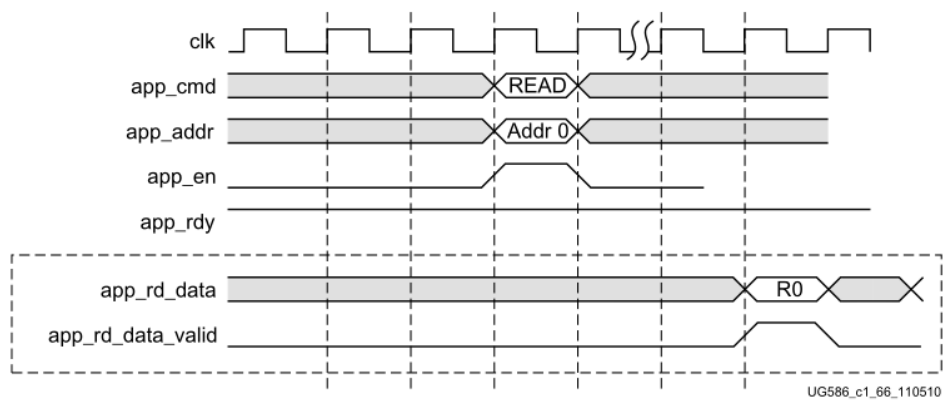 clk
app_cmd READ
app_addr Addr 0
app_en
app_rdy
app_rd_data R0
app_rd_data_valid
UG586_c1_66_110510